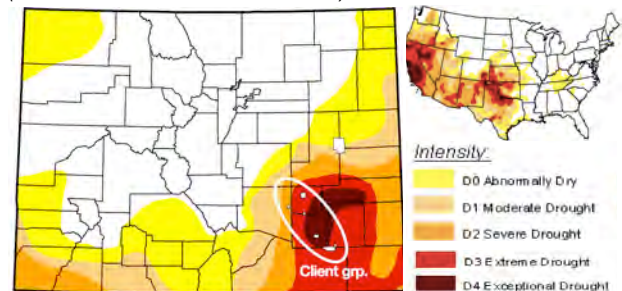 Client grp.
Intensity:
D0 Abnormally Dry
D1 Moderate Drought
D2 Severe Drought
D3 Extreme Drought
D4 Exceptional Drought